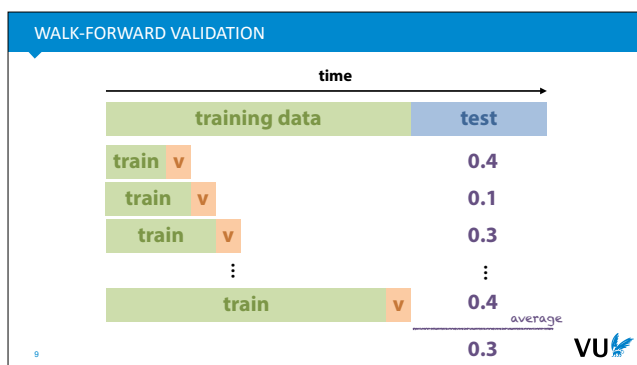 WALK-FORWARD VALIDATION
time
training data test
train v 0.4
train v 0.1
train v 0.3
⋮ ⋮
train v 0.4
average
0.3
9 VU